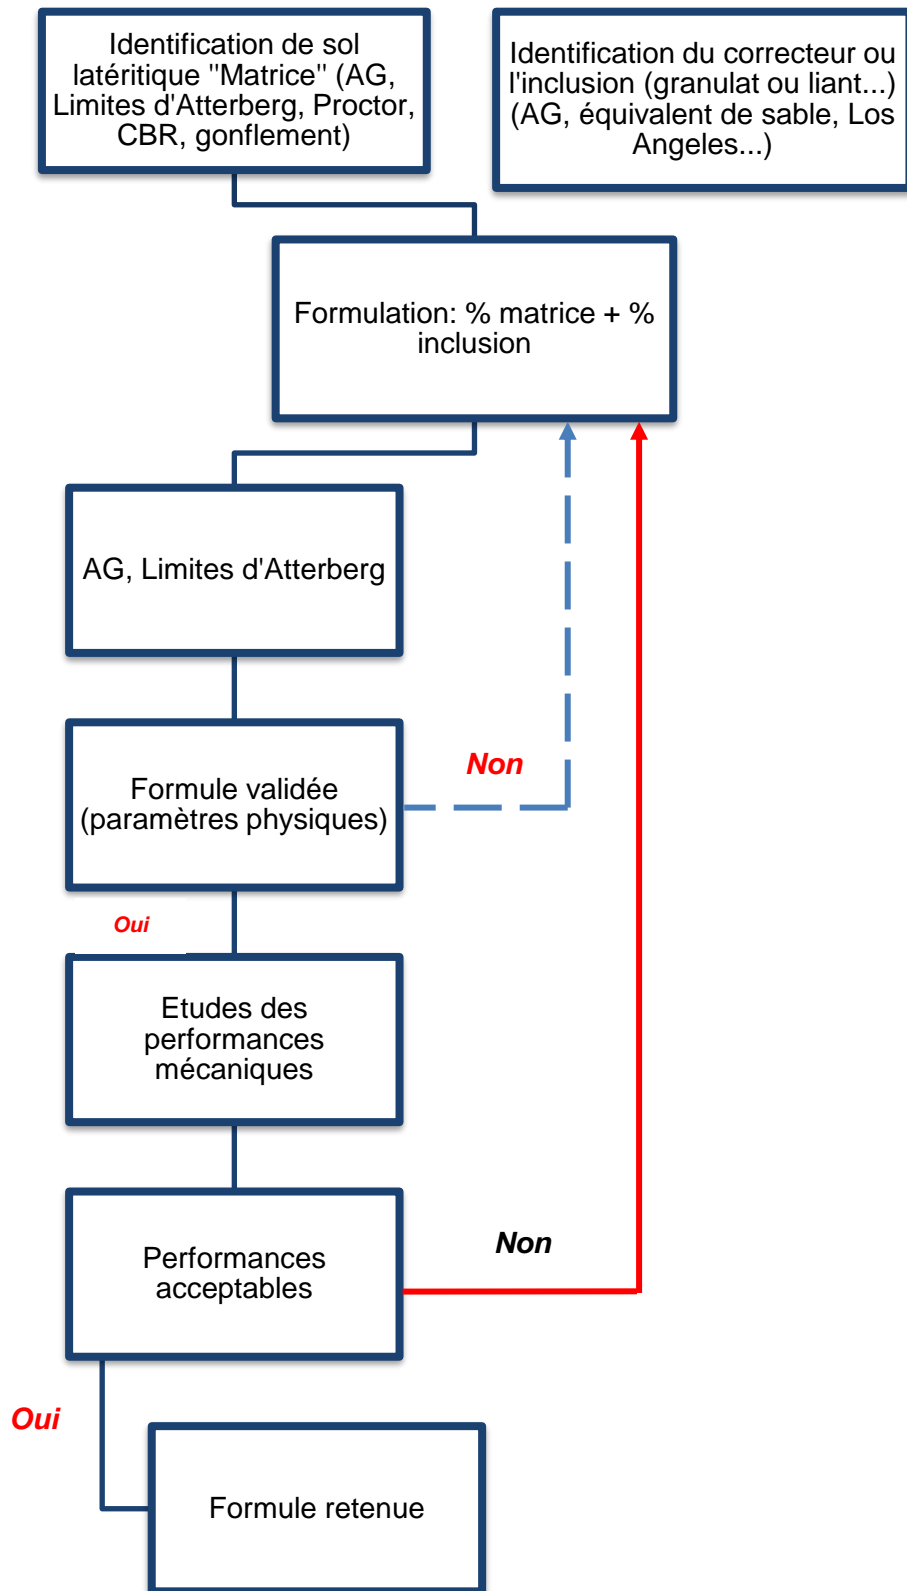 Identification de sol
latéritique "Matrice" (AG,
Limites d'Atterberg, Proctor,
CBR, gonflement)
Identification du correcteur ou
l'inclusion (granulat ou liant...)
(AG, équivalent de sable, Los
Angeles...)
Formulation: % matrice + %
inclusion
AG, Limites d'Atterberg
Formule validée
(paramètres physiques)
Non
Oui
Etudes des
performances
mécaniques
Performances
acceptables
Non
Oui
Formule retenue